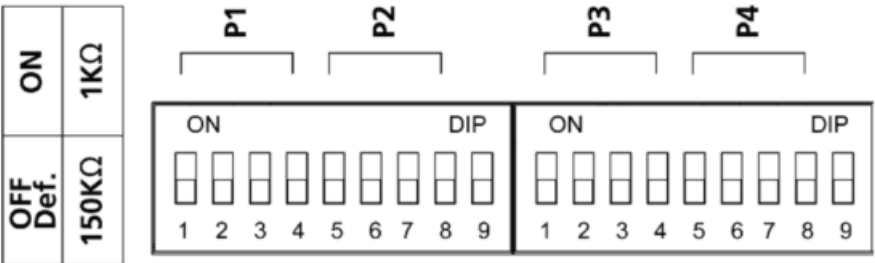 P1 P2 P3 P4
ON 1KΩ
OFF Def. 150KΩ
ON DIP ON DIP
1 2 3 4 5 6 7 8 9 1 2 3 4 5 6 7 8 9